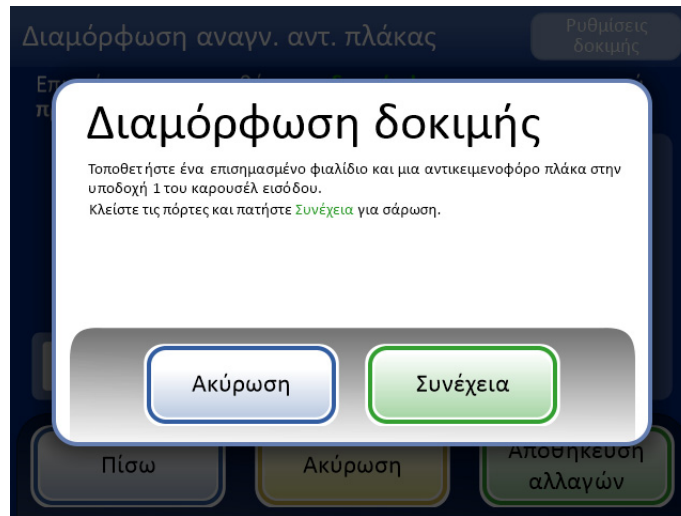 Διαμόρφωση αναγν. αντ. πλάκας
Ρυθμίσεις
δοκιμής
Διαμόρφωση δοκιμής
Τοποθετήστε ένα επισημασμένο φιαλίδιο και μια αντικειμενοφόρο πλάκα στην
υποδοχή 1 του καρουσέλ εισόδου.
Κλείστε τις πόρτες και πατήστε Συνέχεια για σάρωση.
Ακύρωση
Συνέχεια
Πίσω
Ακύρωση
Αποθήκευση
αλλαγών